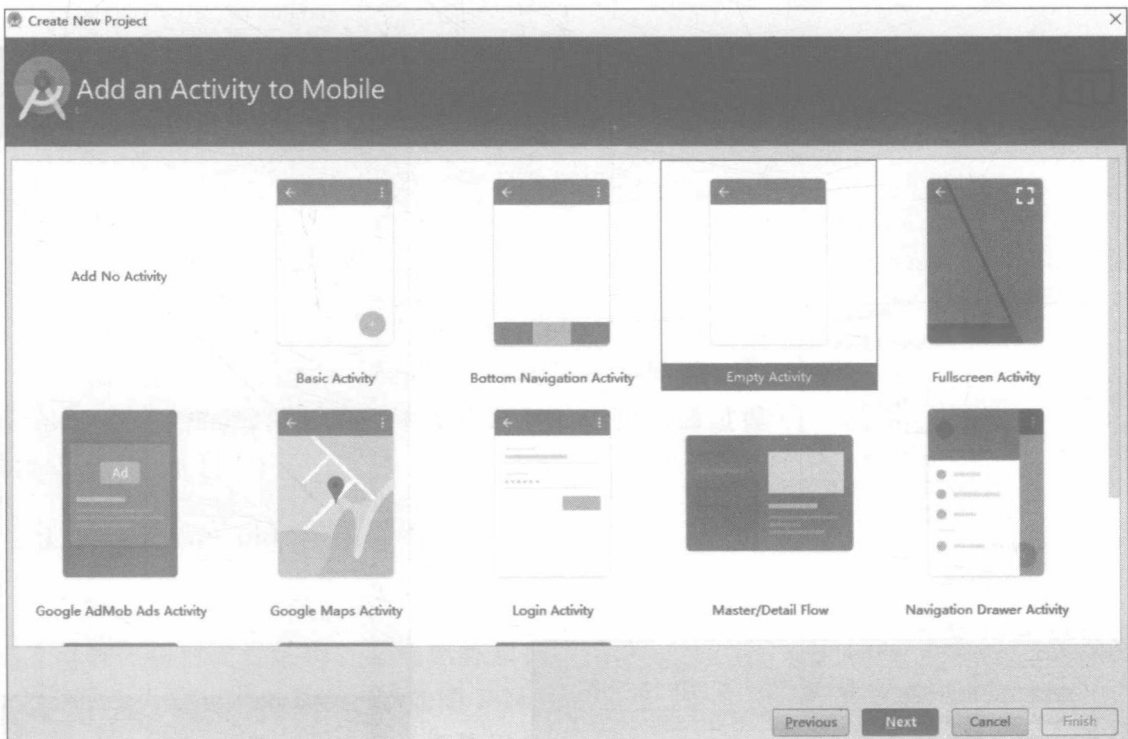 Create New Project
Add an Activity to Mobile
Add No Activity
Basic Activity
Bottom Navigation Activity
Empty Activity
Fullscreen Activity
Ad
Google AdMob Ads Activity
Google Maps Activity
Login Activity
Master/Detail Flow
Navigation Drawer Activity
Previous
Next
Cancel
Finish